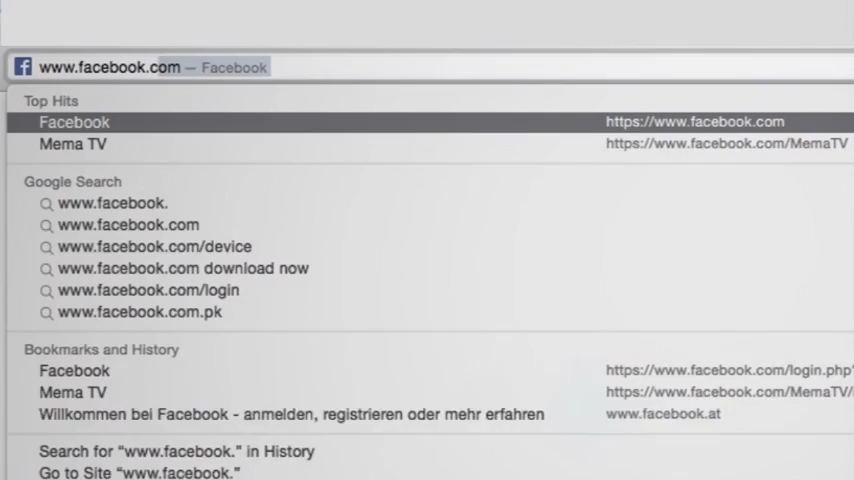 www.facebook.com — Facebook
Top Hits
Facebook https://www.facebook.com
Mema TV https://www.facebook.com/MemaTV
Google Search
www.facebook.
www.facebook.com
www.facebook.com/device
www.facebook.com download now
www.facebook.com/login
www.facebook.com.pk
Bookmarks and History
Facebook https://www.facebook.com/login.php?
Mema TV https://www.facebook.com/MemaTV/
Willkommen bei Facebook - anmelden, registrieren oder mehr erfahren www.facebook.at
Search for “www.facebook.” in History
Go to Site “www.facebook.”